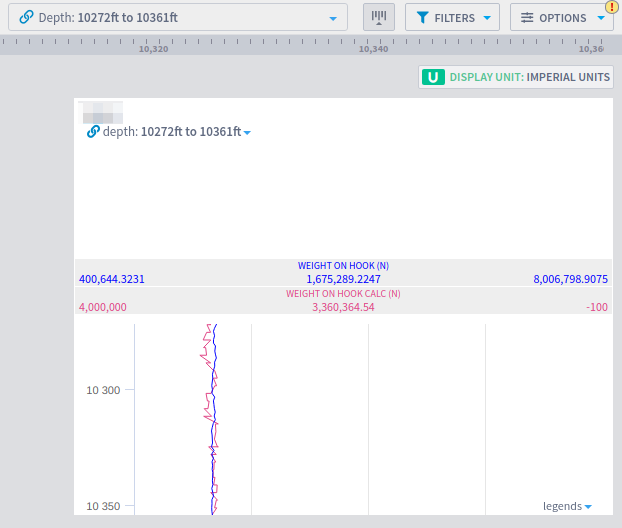 Depth: 10272ft to 10361ft
FILTERS
OPTIONS
!
10,320
10,340
10,36
U DISPLAY UNIT: IMPERIAL UNITS
depth: 10272ft to 10361ft
WEIGHT ON HOOK (N)
400,644.3231 1,675,289.2247 8,006,798.9075
WEIGHT ON HOOK CALC (N)
4,000,000 3,360,364.54 -100
10 300
10 350
legends